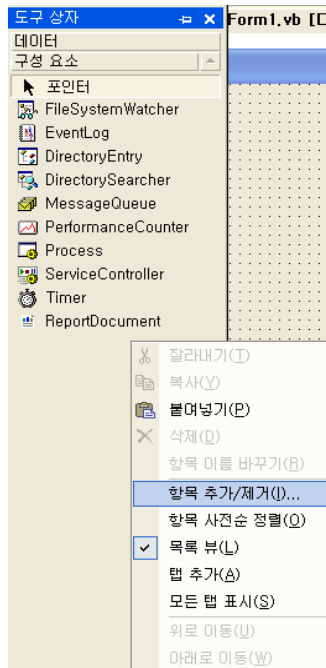 도구 상자
Form1.vb [
데이터
구성 요소
포인터
FileSystemWatcher
EventLog
DirectoryEntry
DirectorySearcher
MessageQueue
PerformanceCounter
Process
ServiceController
Timer
ReportDocument
잘라내기(T)
복사(Y)
붙여넣기(P)
삭제(D)
항목 이름 바꾸기(R)
항목 추가/제거(I)...
항목 사전순 정렬(O)
목록 뷰(L)
탭 추가(A)
모든 탭 표시(S)
위로 이동(U)
아래로 이동(W)